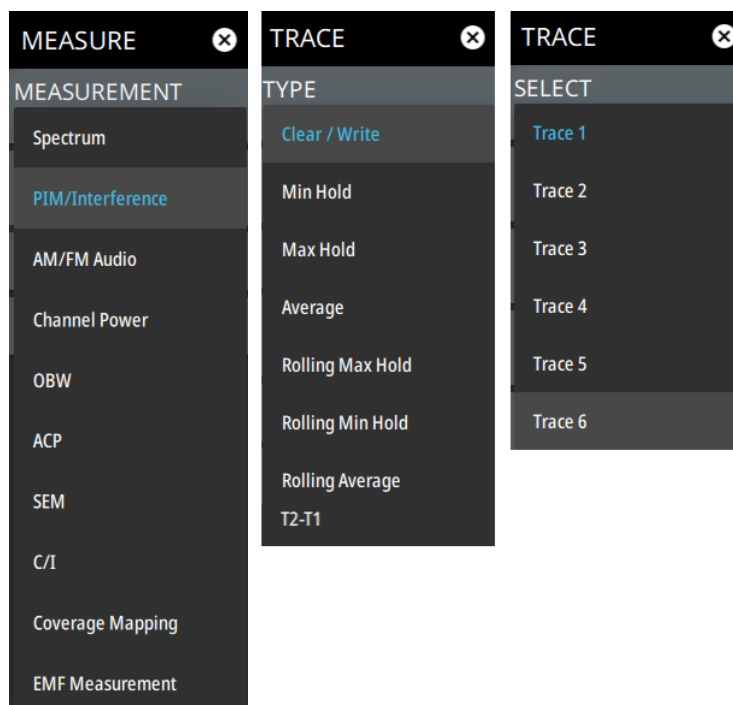 MEASURE
MEASUREMENT
Spectrum
PIM/Interference
AM/FM Audio
Channel Power
OBW
ACP
SEM
C/I
Coverage Mapping
EMF Measurement
TRACE
TYPE
Clear / Write
Min Hold
Max Hold
Average
Rolling Max Hold
Rolling Min Hold
Rolling Average
T2-T1
TRACE
SELECT
Trace 1
Trace 2
Trace 3
Trace 4
Trace 5
Trace 6